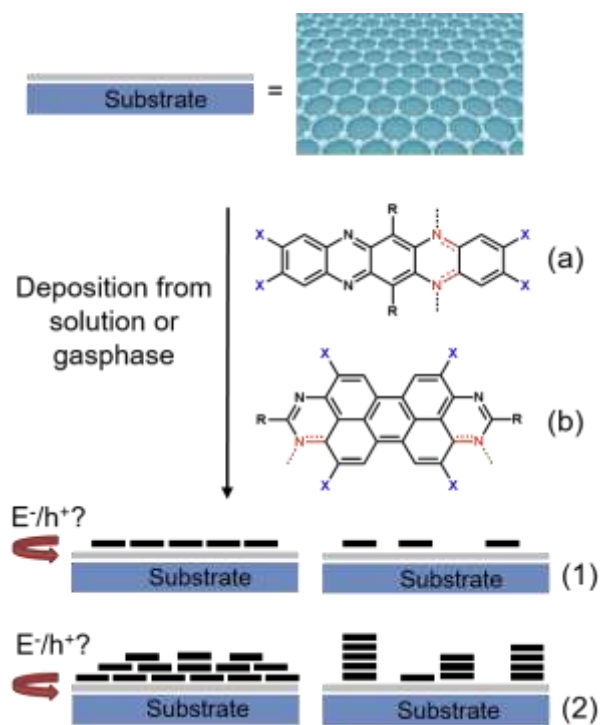 Substrate
=
R
X
N
N
X
(a)
X
N
N
X
R
Deposition from
solution or
gasphase
X
X
N
N
R
R
(b)
N
N
X
X
E⁻/h⁺?
Substrate
Substrate
(1)
E⁻/h⁺?
Substrate
Substrate
(2)